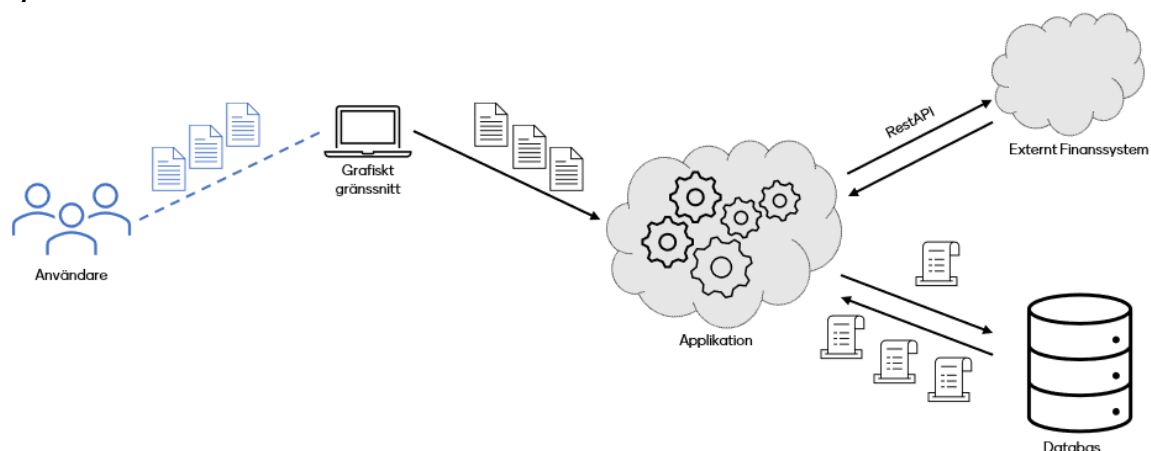 RestAPI
Externt Finanssystem
Grafiskt
gränssnitt
Användare
Applikation
Databas